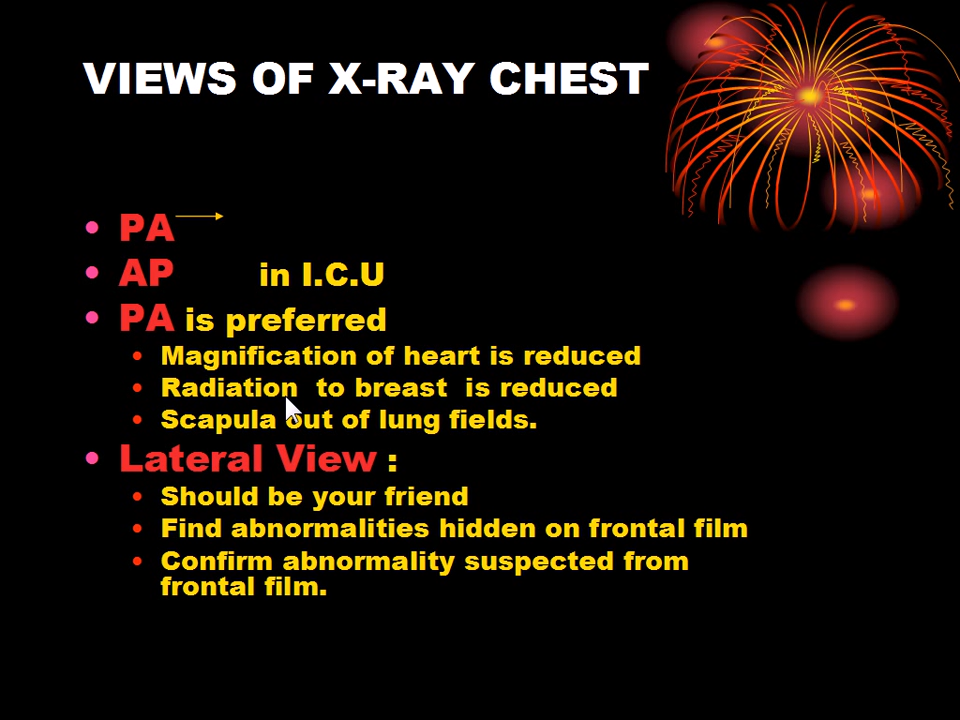 VIEWS OF X-RAY CHEST
• PA
• AP in I.C.U
• PA is preferred
• Magnification of heart is reduced
• Radiation to breast is reduced
• Scapula out of lung fields.
• Lateral View :
• Should be your friend
• Find abnormalities hidden on frontal film
• Confirm abnormality suspected from
frontal film.